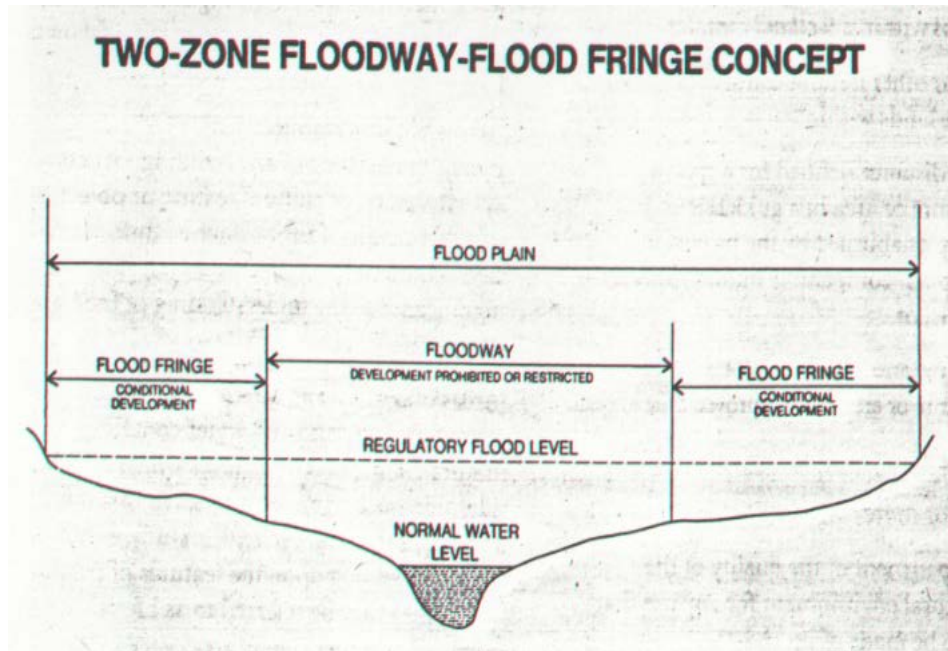 TWO-ZONE FLOODWAY-FLOOD FRINGE CONCEPT
FLOOD PLAIN
FLOODWAY
DEVELOPMENT PROHIBITED OR RESTRICTED
FLOOD FRINGE
CONDITIONAL
DEVELOPMENT
FLOOD FRINGE
CONDITIONAL
DEVELOPMENT
REGULATORY FLOOD LEVEL
NORMAL WATER
LEVEL